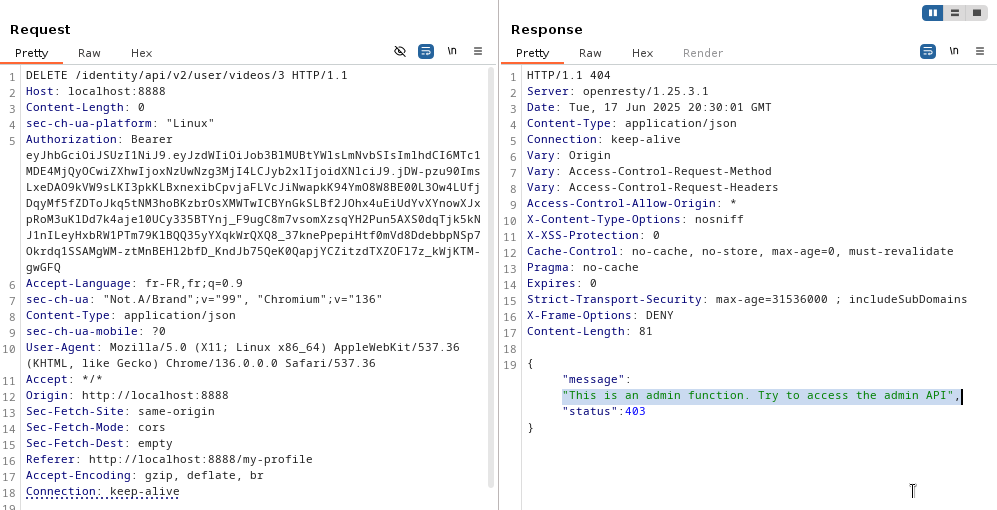 Request
Pretty Raw Hex
\n
1 DELETE /identity/api/v2/user/videos/3 HTTP/1.1
2 Host: localhost:8888
3 Content-Length: 0
4 sec-ch-ua-platform: "Linux"
5 Authorization: Bearer
eyJhbGciOiJSUzI1NiJ9.eyJzdWIiOiJob3BlMUBtYWlsLmNvbSIsImlhdCI6MTc1
MDE4MjQyOCwiZXhwIjoxNzUwNzg3MjI4LCJyb2xlIjoidXNlciJ9.jDW-pzu90Ims
LxeDAO9kVW9sLKI3pkKLBxnexibCpvjaFLVcJiNwapkK94YmO8W8BE00L3Ow4LUfj
DqyMf5fZDToJkq5tNM3hoBKzbrOsXMWTwICBYnGkSLBf2JOhx4uEiUdYvXYnowXJx
pRoM3uKlDd7k4aje10UCy335BTYnj_F9ugC8m7vsomXzsqYH2Pun5AXS0dqTjk5kN
J1nILeyHxbRW1PTm79KlBQQ35yYXqkWrQXQ8_37knePpepiHtf0mVd8DdebbpNSp7
Okrdq1SSAMgWM-ztMnBEHl2bfD_KndJb75QeK0QapjYCZitzdTXZOFl7z_kWjKTM-
gwGFQ
6 Accept-Language: fr-FR,fr;q=0.9
7 sec-ch-ua: "Not.A/Brand";v="99", "Chromium";v="136"
8 Content-Type: application/json
9 sec-ch-ua-mobile: ?0
10 User-Agent: Mozilla/5.0 (X11; Linux x86_64) AppleWebKit/537.36
(KHTML, like Gecko) Chrome/136.0.0.0 Safari/537.36
11 Accept: */*
12 Origin: http://localhost:8888
13 Sec-Fetch-Site: same-origin
14 Sec-Fetch-Mode: cors
15 Sec-Fetch-Dest: empty
16 Referer: http://localhost:8888/my-profile
17 Accept-Encoding: gzip, deflate, br
18 Connection: keep-alive
19
Response
Pretty Raw Hex Render
\n
1 HTTP/1.1 404
2 Server: openresty/1.25.3.1
3 Date: Tue, 17 Jun 2025 20:30:01 GMT
4 Content-Type: application/json
5 Connection: keep-alive
6 Vary: Origin
7 Vary: Access-Control-Request-Method
8 Vary: Access-Control-Request-Headers
9 Access-Control-Allow-Origin: *
10 X-Content-Type-Options: nosniff
11 X-XSS-Protection: 0
12 Cache-Control: no-cache, no-store, max-age=0, must-revalidate
13 Pragma: no-cache
14 Expires: 0
15 Strict-Transport-Security: max-age=31536000 ; includeSubDomains
16 X-Frame-Options: DENY
17 Content-Length: 81
18
19 {
"message":
"This is an admin function. Try to access the admin API",
"status":403
}